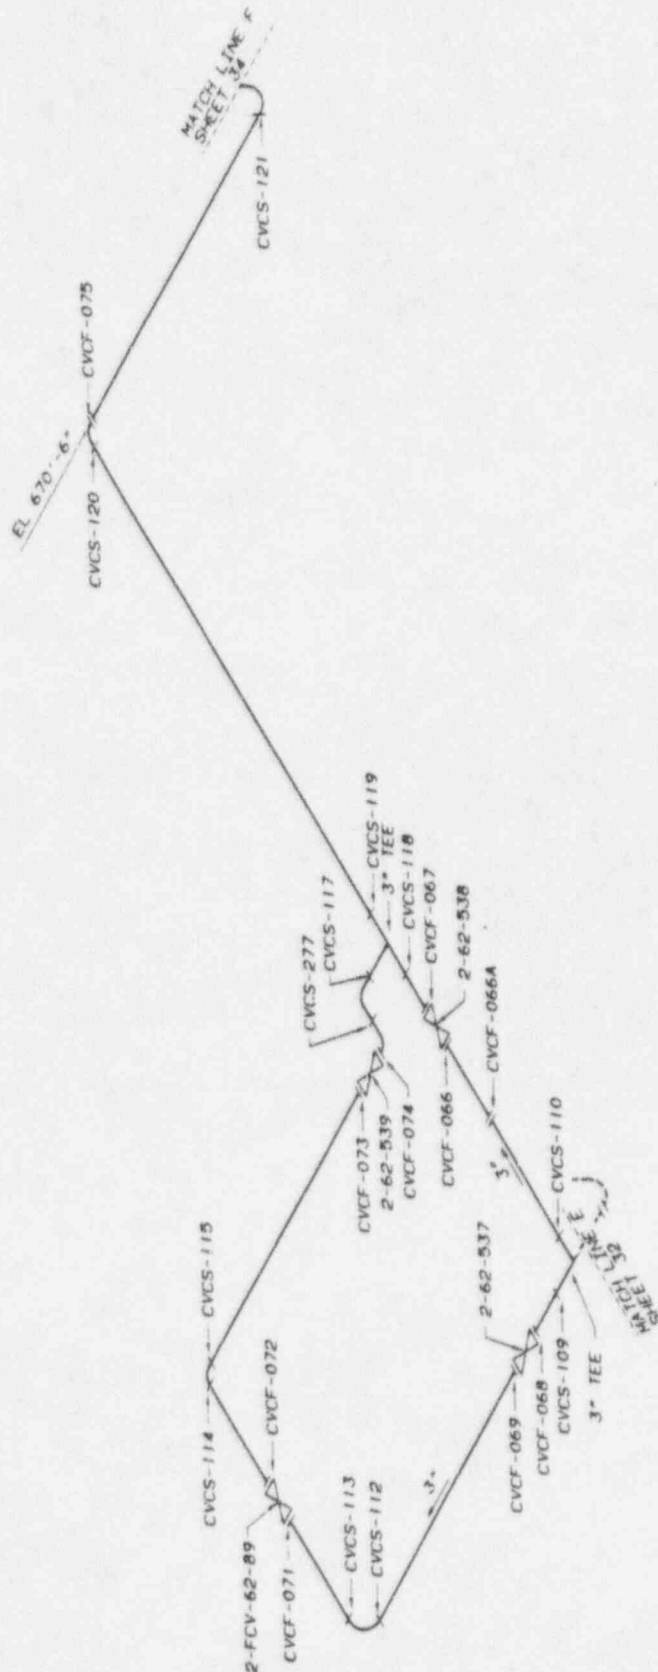 MATCH LINE F
SHEET 34
CVCS-121
EL 670'-6"
CVCF-075
CVCS-120
CVCS-119
3" TEE
CVCS-118
CVCF-067
2-62-538
CVCS-117
CVCS-277
CVCF-073
2-62-539
CVCF-074
CVCF-066
CVCF-066A
3"
CVCS-110
MATCH LINE E
SHEET 32
CVCS-115
CVCS-114
CVCF-072
2-FCV-62-89
CVCF-071
CVCS-113
CVCS-112
3"
2-62-537
CVCF-069
CVCF-068
CVCS-109
3" TEE